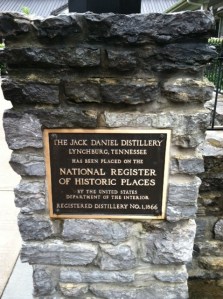 THE JACK DANIEL DISTILLERY
LYNCHBURG, TENNESSEE
HAS BEEN PLACED ON THE
NATIONAL REGISTER
OF HISTORIC PLACES
BY THE UNITED STATES
DEPARTMENT OF THE INTERIOR
REGISTERED DISTILLERY NO. 1, 1866